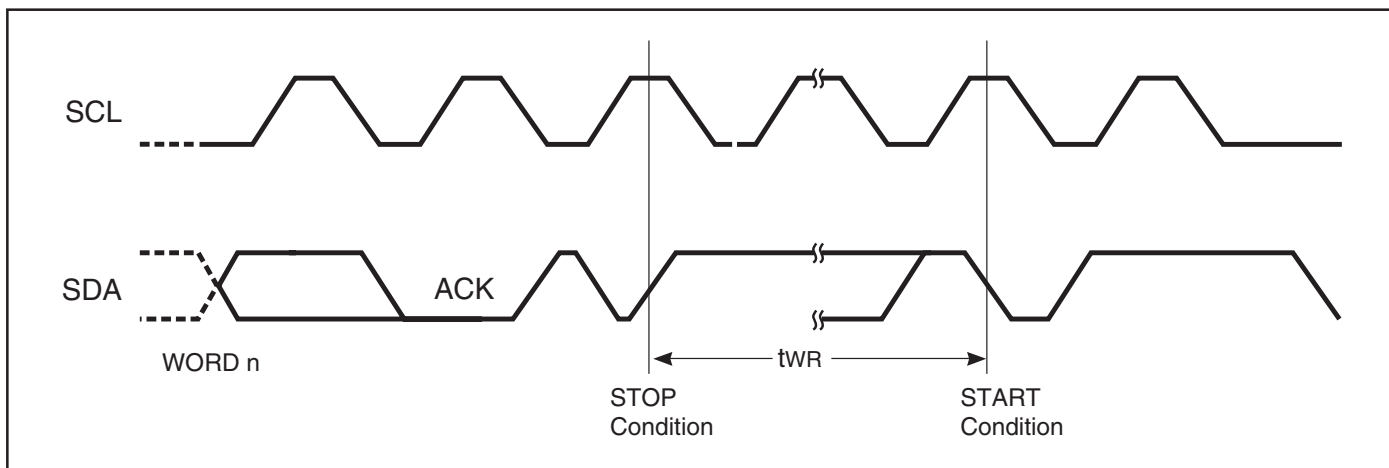 SCL
SDA
ACK
WORD n
tWR
STOP
Condition
START
Condition